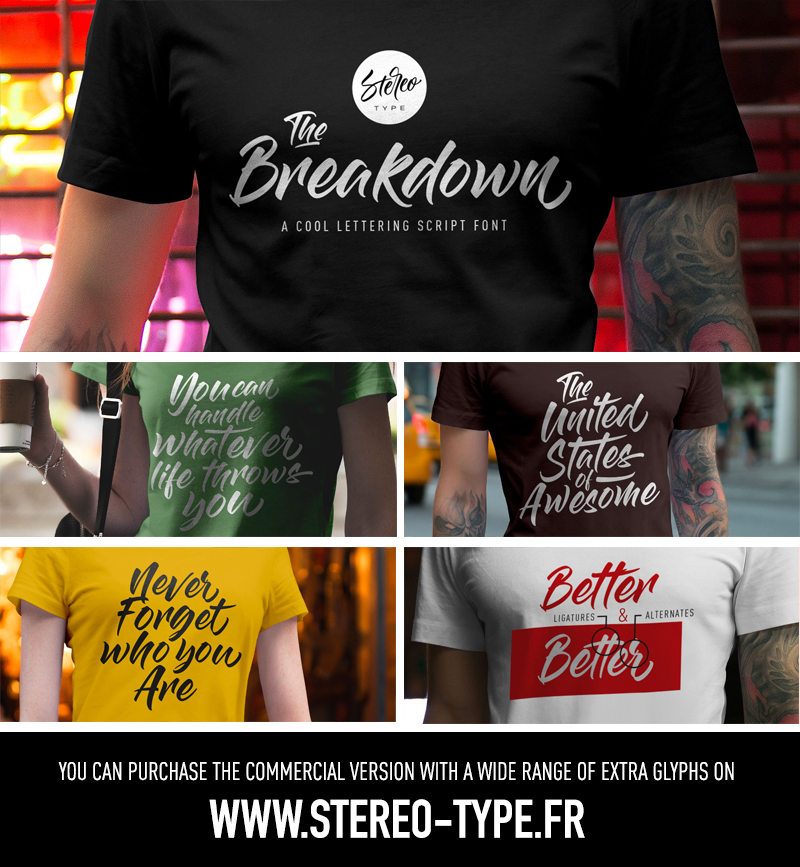 Stereo
TYPE
The
Breakdown
A COOL LETTERING SCRIPT FONT
You can
handle
whatever
life throws
you
The
United
States
of
Awesome
Never
Forget
who you
Are
Better
LIGATURES & ALTERNATES
Better
YOU CAN PURCHASE THE COMMERCIAL VERSION WITH A WIDE RANGE OF EXTRA GLYPHS ON
WWW.STEREO-TYPE.FR